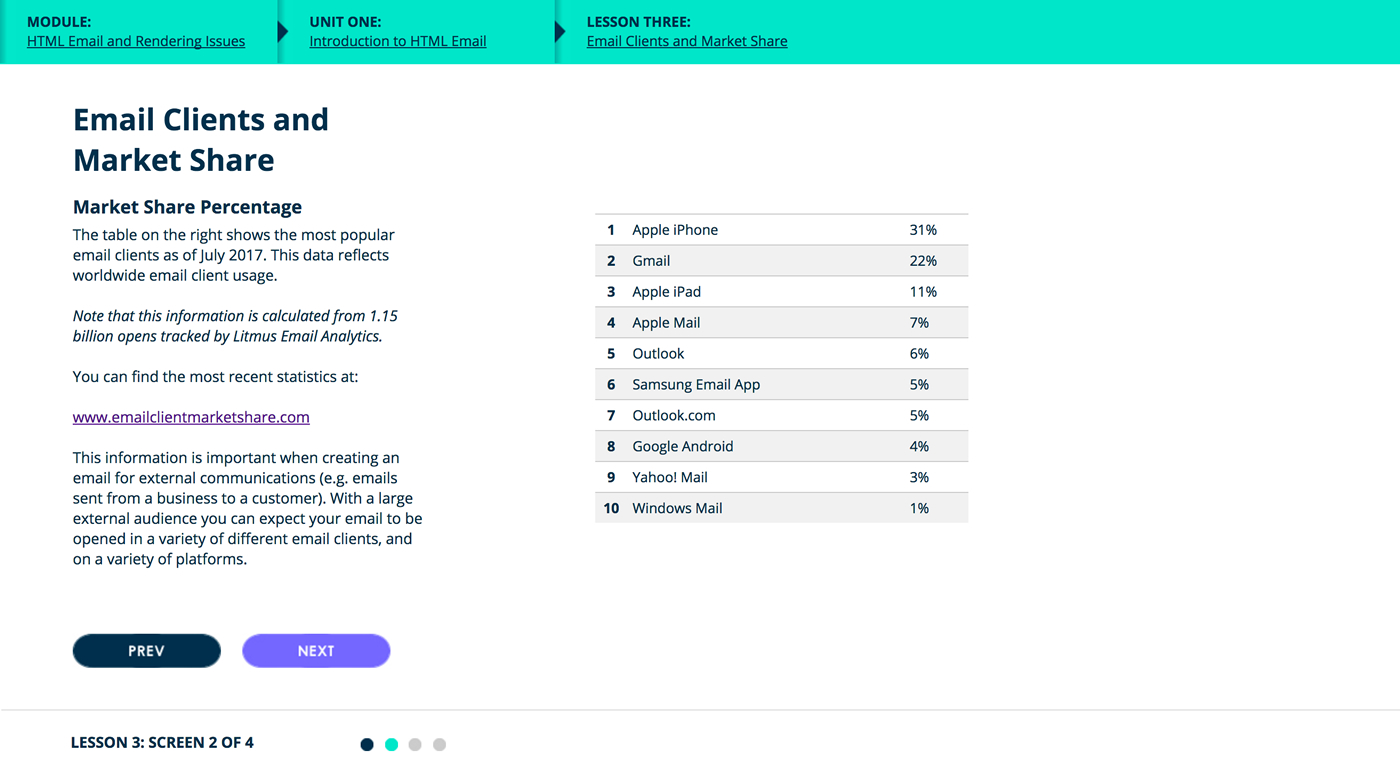 MODULE:
HTML Email and Rendering Issues
UNIT ONE:
Introduction to HTML Email
LESSON THREE:
Email Clients and Market Share
Email Clients and
Market Share
Market Share Percentage
The table on the right shows the most popular
email clients as of July 2017. This data reflects
worldwide email client usage.
Note that this information is calculated from 1.15
billion opens tracked by Litmus Email Analytics.
You can find the most recent statistics at:
www.emailclientmarketshare.com
This information is important when creating an
email for external communications (e.g. emails
sent from a business to a customer). With a large
external audience you can expect your email to be
opened in a variety of different email clients, and
on a variety of platforms.
1 Apple iPhone 31%
2 Gmail 22%
3 Apple iPad 11%
4 Apple Mail 7%
5 Outlook 6%
6 Samsung Email App 5%
7 Outlook.com 5%
8 Google Android 4%
9 Yahoo! Mail 3%
10 Windows Mail 1%
PREV
NEXT
LESSON 3: SCREEN 2 OF 4